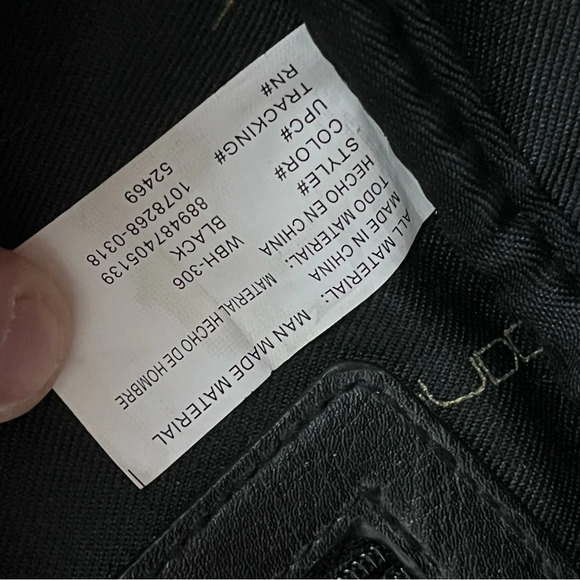 ALL MATERIAL: MAN MADE MATERIAL
MADE IN CHINA
TODO MATERIAL: MATERIAL HECHO DE HOMBRE
HECHO EN CHINA
STYLE# WBH-306
COLOR# BLACK
UPC# 889487405139
TRACKING# 1078268-0318
RN# 52469